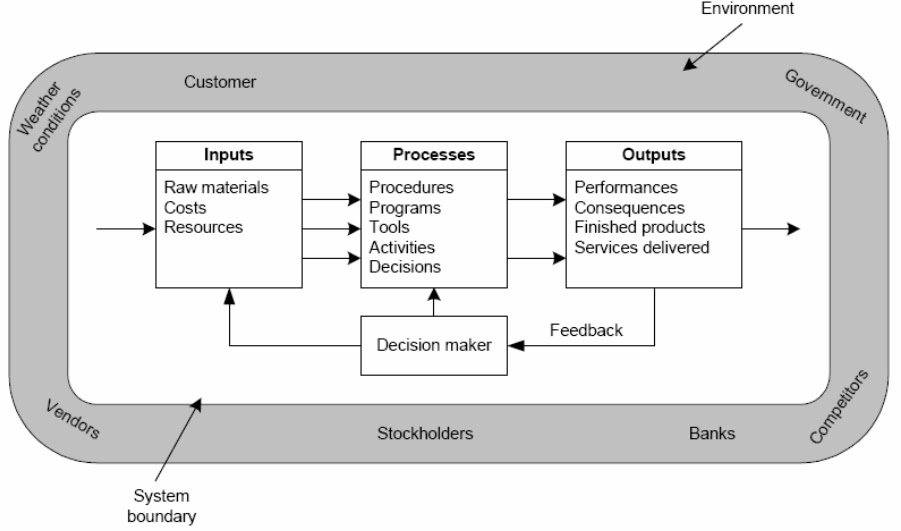 Environment
Customer
Weather
conditions
Government
Inputs
Raw materials
Costs
Resources
Processes
Procedures
Programs
Tools
Activities
Decisions
Outputs
Performances
Consequences
Finished products
Services delivered
Decision maker
Feedback
Vendors
Stockholders
Banks
Competitors
System
boundary